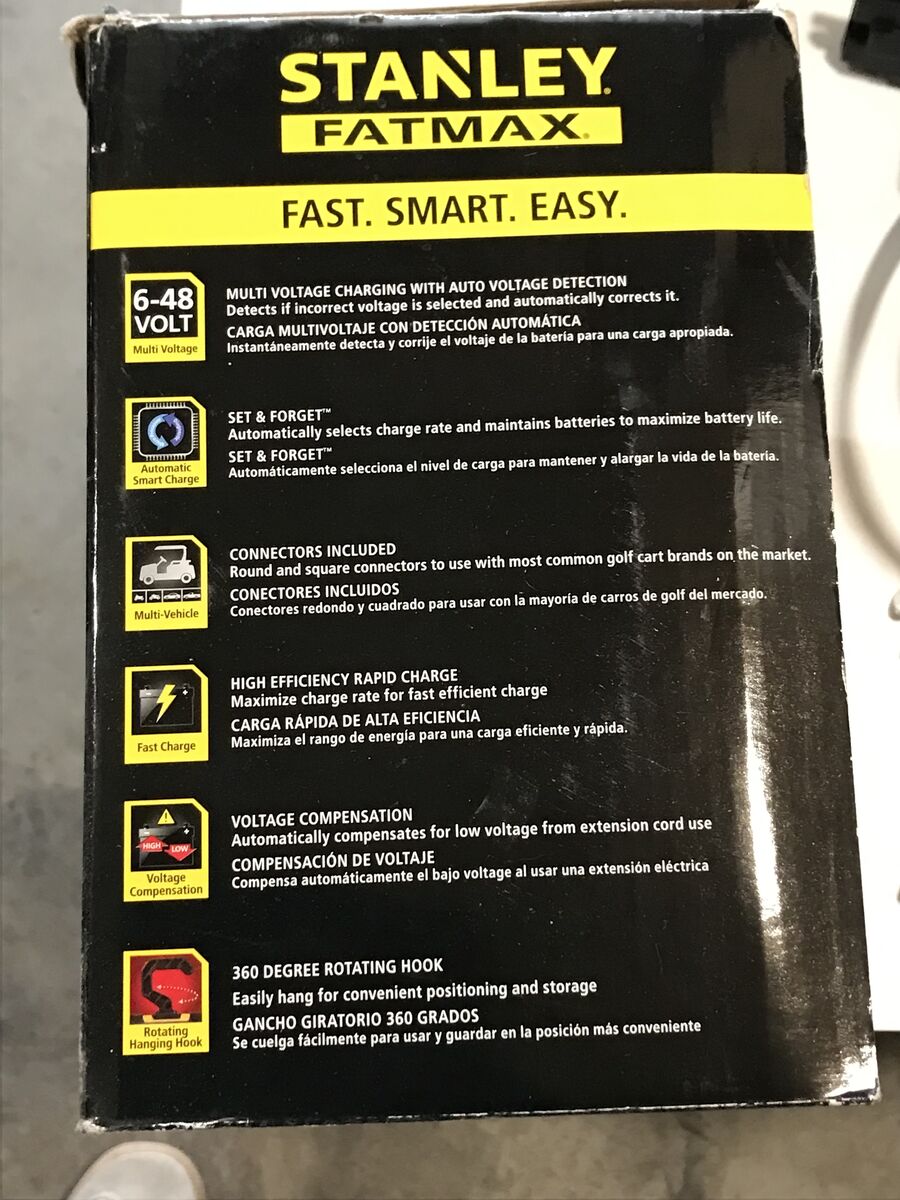 STANLEY®
FATMAX®
FAST. SMART. EASY.
6-48
VOLT
Multi Voltage
MULTI VOLTAGE CHARGING WITH AUTO VOLTAGE DETECTION
Detects if incorrect voltage is selected and automatically corrects it.
CARGA MULTIVOLTAJE CON DETECCIÓN AUTOMÁTICA
Instantáneamente detecta y corrije el voltaje de la batería para una carga apropiada.
Automatic
Smart Charge
SET & FORGET™
Automatically selects charge rate and maintains batteries to maximize battery life.
SET & FORGET™
Automáticamente selecciona el nivel de carga para mantener y alargar la vida de la batería.
Multi-Vehicle
CONNECTORS INCLUDED
Round and square connectors to use with most common golf cart brands on the market.
CONECTORES INCLUIDOS
Conectores redondo y cuadrado para usar con la mayoría de carros de golf del mercado.
Fast Charge
HIGH EFFICIENCY RAPID CHARGE
Maximize charge rate for fast efficient charge
CARGA RÁPIDA DE ALTA EFICIENCIA
Maximiza el rango de energía para una carga eficiente y rápida.
HIGH LOW
Voltage
Compensation
VOLTAGE COMPENSATION
Automatically compensates for low voltage from extension cord use
COMPENSACIÓN DE VOLTAJE
Compensa automáticamente el bajo voltage al usar una extensión eléctrica
Rotating
Hanging Hook
360 DEGREE ROTATING HOOK
Easily hang for convenient positioning and storage
GANCHO GIRATORIO 360 GRADOS
Se cuelga fácilmente para usar y guardar en la posición más conveniente